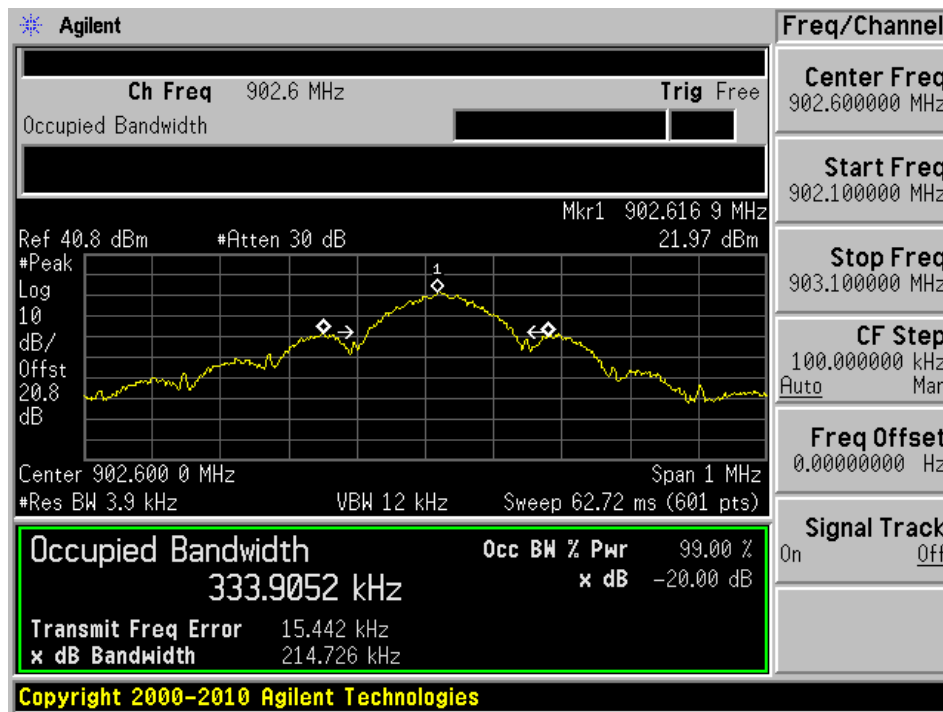 Agilent
Freq/Channel
Ch Freq 902.6 MHz Trig Free
Occupied Bandwidth
Center Freq
902.600000 MHz
Start Freq
902.100000 MHz
Stop Freq
903.100000 MHz
CF Step
100.000000 kHz
Auto Man
Freq Offset
0.00000000 Hz
Signal Track
On Off
Mkr1 902.616 9 MHz
Ref 40.8 dBm #Atten 30 dB 21.97 dBm
#Peak
Log
10
dB/
Offst
20.8
dB
1
Center 902.600 0 MHz Span 1 MHz
#Res BW 3.9 kHz VBW 12 kHz Sweep 62.72 ms (601 pts)
Occupied Bandwidth
333.9052 kHz
Occ BW % Pwr 99.00 %
x dB -20.00 dB
Transmit Freq Error 15.442 kHz
x dB Bandwidth 214.726 kHz
Copyright 2000-2010 Agilent Technologies